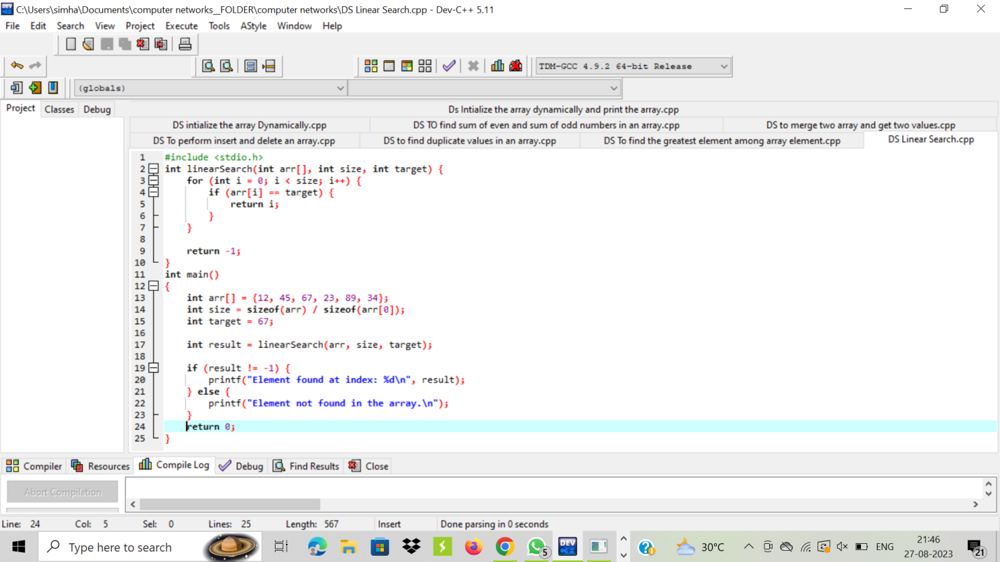 C:\Users\simha\Documents\computer networks_FOLDER\computer networks\DS Linear Search.cpp - Dev-C++ 5.11
File Edit Search View Project Execute Tools AStyle Window Help
TDM-GCC 4.9.2 64-bit Release
(globals)
Project Classes Debug
Ds Intialize the array dynamically and print the array.cpp
DS intialize the array Dynamically.cpp DS TO find sum of even and sum of odd numbers in an array.cpp DS to merge two array and get two values.cpp
DS To perform insert and delete an array.cpp DS to find duplicate values in an array.cpp DS To find the greatest element among array element.cpp DS Linear Search.cpp
1 #include <stdio.h>
2 int linearSearch(int arr[], int size, int target) {
3 for (int i = 0; i < size; i++) {
4 if (arr[i] == target) {
5 return i;
6 }
7 }
8
9 return -1;
10 }
11 int main()
12 {
13 int arr[] = {12, 45, 67, 23, 89, 34};
14 int size = sizeof(arr) / sizeof(arr[0]);
15 int target = 67;
16
17 int result = linearSearch(arr, size, target);
18
19 if (result != -1) {
20 printf("Element found at index: %d\n", result);
21 } else {
22 printf("Element not found in the array.\n");
23 }
24 return 0;
25 }
Compiler Resources Compile Log Debug Find Results Close
Abort Compilation
Line: 24 Col: 5 Sel: 0 Lines: 25 Length: 567 Insert Done parsing in 0 seconds
Type here to search 5 DEV 30°C ENG 21:46
27-08-2023 21